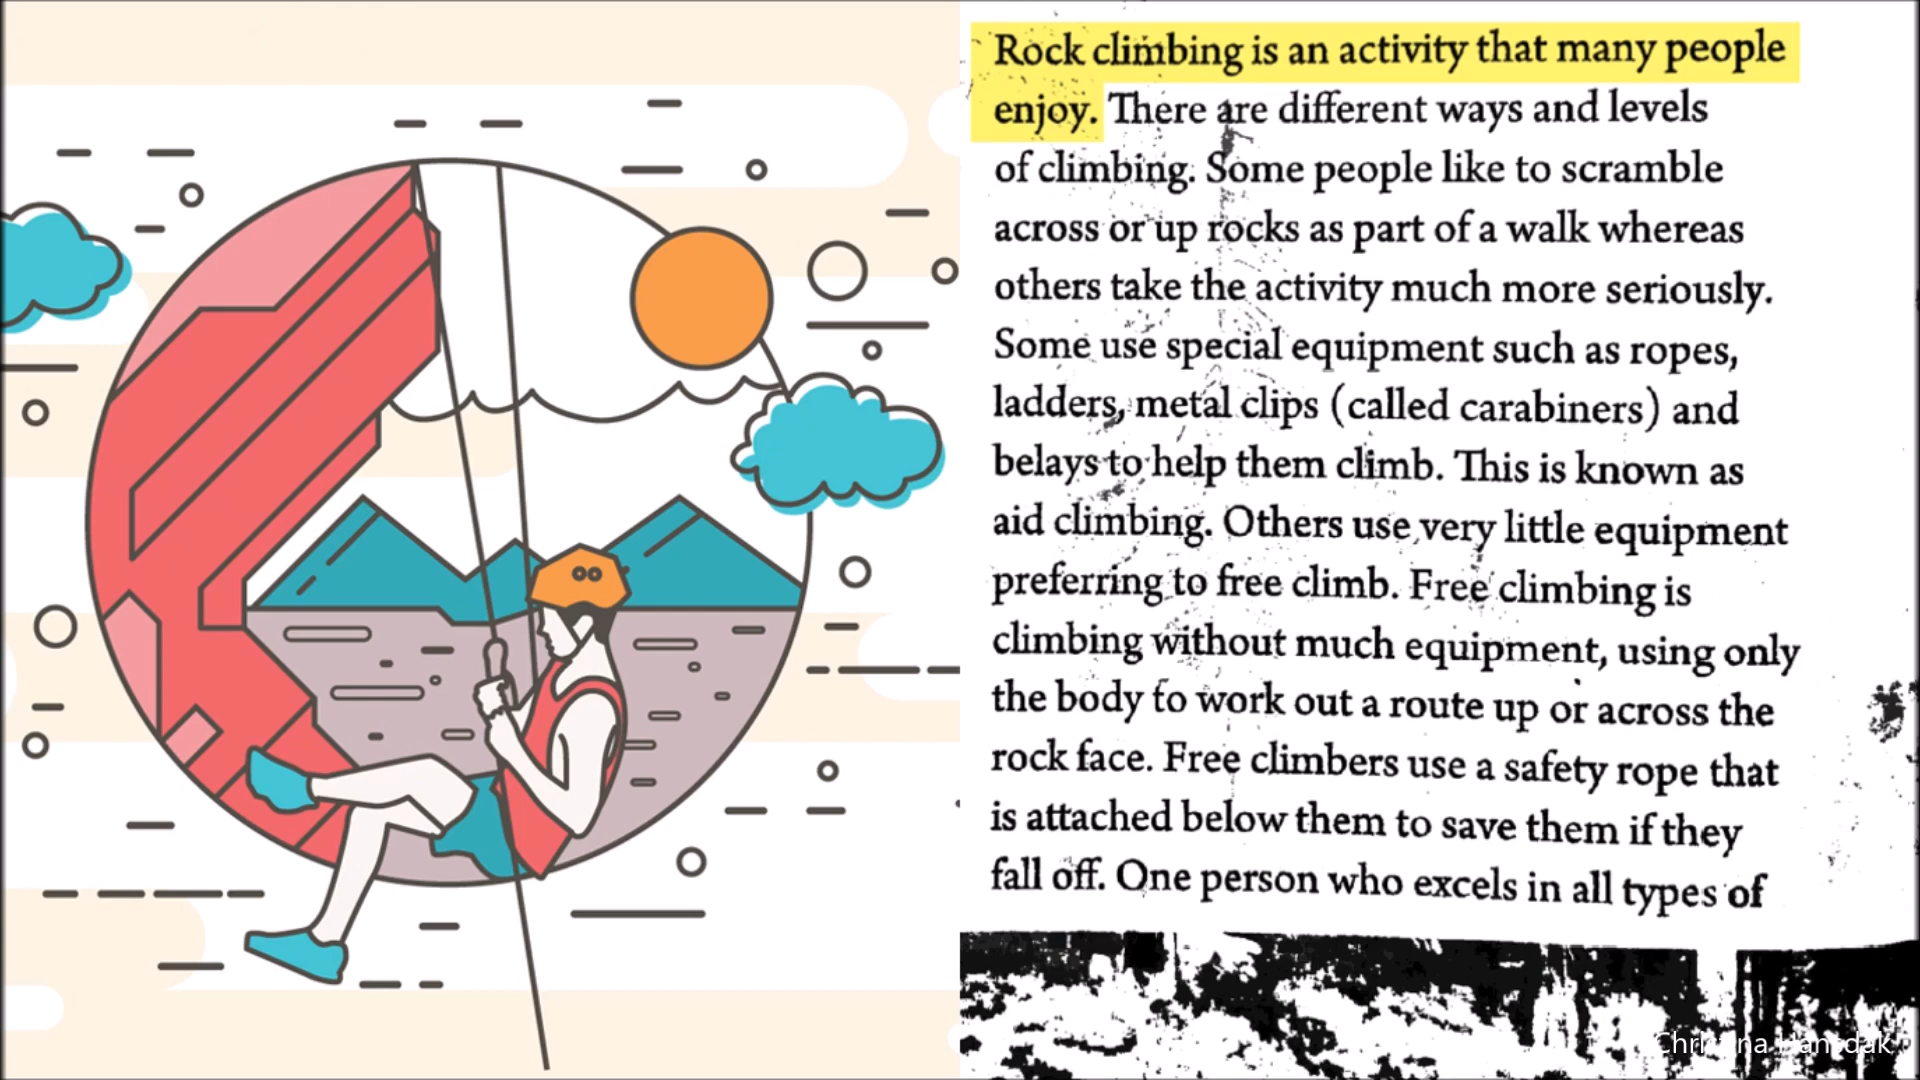 Rock climbing is an activity that many people
enjoy. There are different ways and levels
of climbing. Some people like to scramble
across or up rocks as part of a walk whereas
others take the activity much more seriously.
Some use special equipment such as ropes,
ladders, metal clips (called carabiners) and
belays to help them climb. This is known as
aid climbing. Others use very little equipment
preferring to free climb. Free climbing is
climbing without much equipment, using only
the body to work out a route up or across the
rock face. Free climbers use a safety rope that
is attached below them to save them if they
fall off. One person who excels in all types of